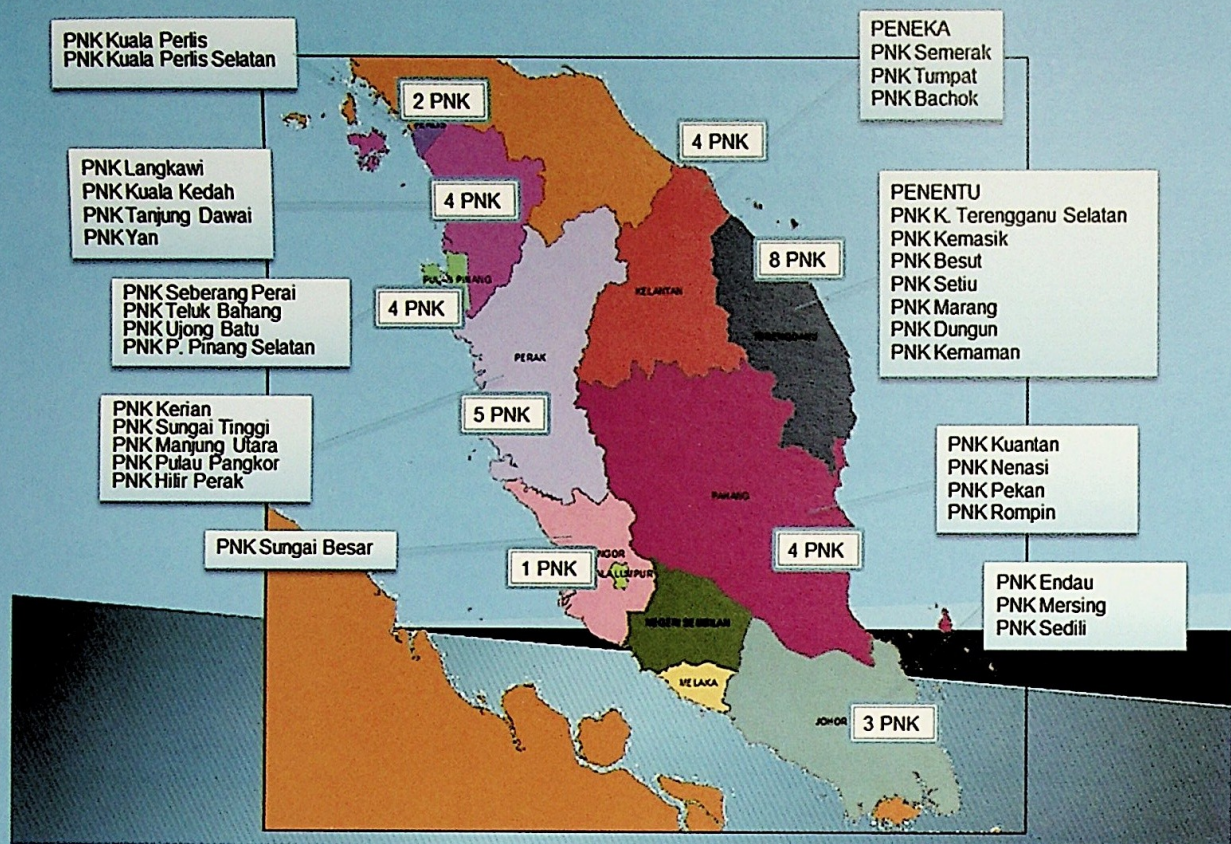 PNK Kuala Perlis
PNK Kuala Perlis Selatan
2 PNK
PENEKA
PNK Semerak
PNK Tumpat
PNK Bachok
4 PNK
PNK Langkawi
PNK Kuala Kedah
PNK Tanjung Dawai
PNK Yan
4 PNK
PENENTU
PNK K. Terengganu Selatan
PNK Kemasik
PNK Besut
PNK Setiu
PNK Marang
PNK Dungun
PNK Kemaman
8 PNK
PULAU PINANG
4 PNK
KELANTAN
PNK Seberang Perai
PNK Teluk Bahang
PNK Ujong Batu
PNK P. Pinang Selatan
PERAK
5 PNK
PNK Kerian
PNK Sungai Tinggi
PNK Manjung Utara
PNK Pulau Pangkor
PNK Hilir Perak
PNK Kuantan
PNK Nenasi
PNK Pekan
PNK Rompin
PAHANG
4 PNK
PNK Sungai Besar
1 PNK
NGOR
ALA LUMPUR
PNK Endau
PNK Mersing
PNK Sedili
NEGERI SEMBILAN
MELAKA
JOHOR
3 PNK